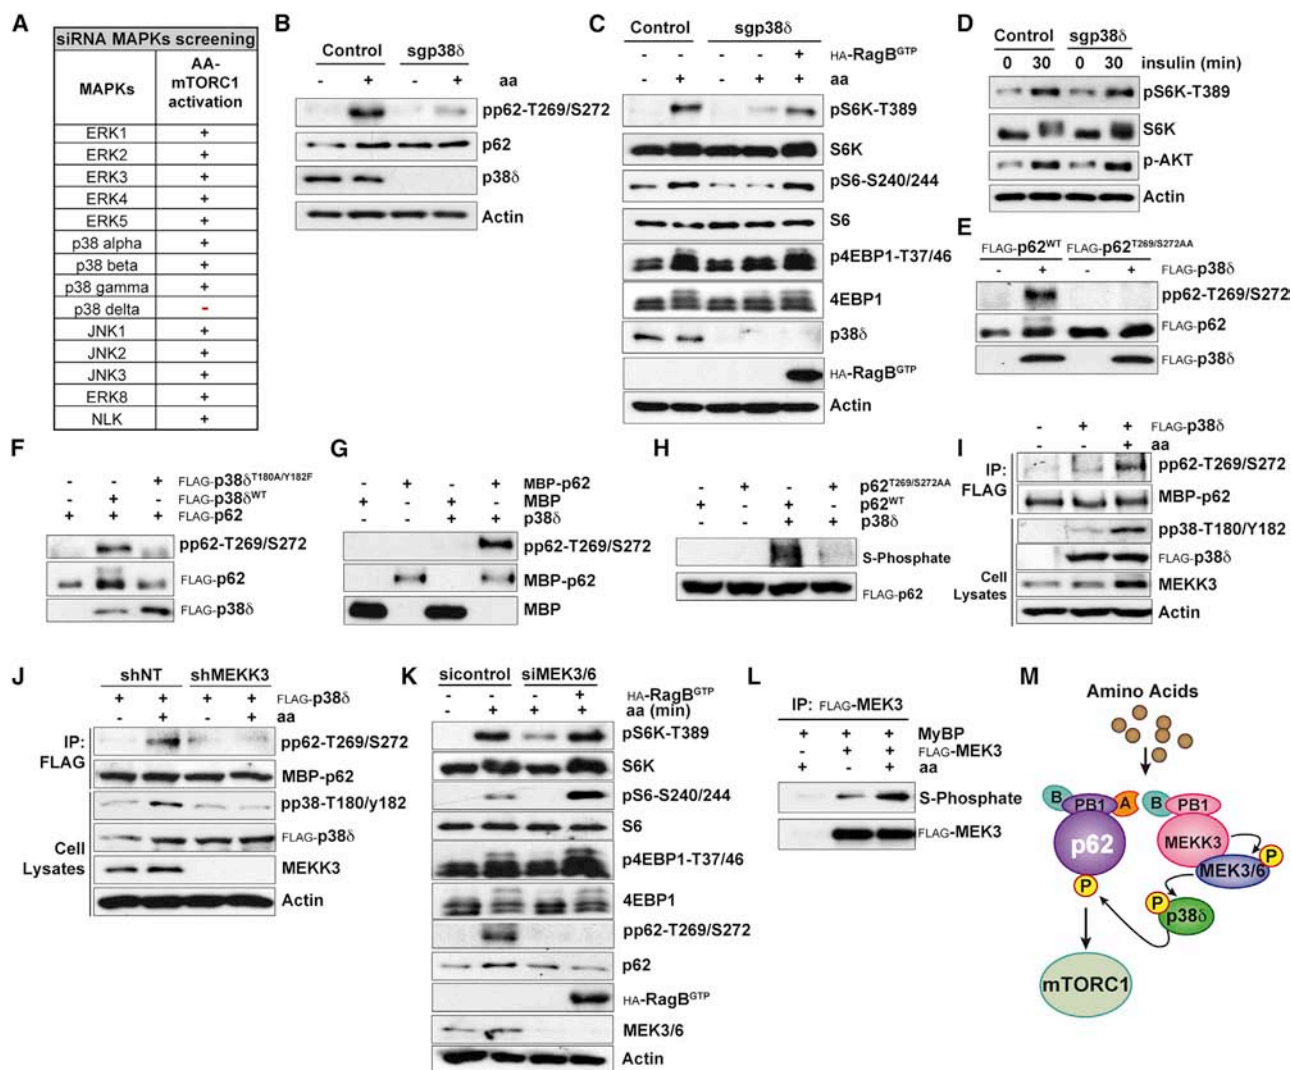 A
siRNA MAPKs screening
MAPKs
AA-
mTORC1
activation
ERK1 +
ERK2 +
ERK3 +
ERK4 +
ERK5 +
p38 alpha +
p38 beta +
p38 gamma +
p38 delta -
JNK1 +
JNK2 +
JNK3 +
ERK8 +
NLK +
B
Control sgp38δ
- + - + aa
pp62-T269/S272
p62
p38δ
Actin
C
Control sgp38δ
+ HA-RagBGTP
- + - + + aa
pS6K-T389
S6K
pS6-S240/244
S6
p4EBP1-T37/46
4EBP1
p38δ
HA-RagBGTP
Actin
D
Control sgp38δ
0 30 0 30 insulin (min)
pS6K-T389
S6K
p-AKT
Actin
E
FLAG-p62WT FLAG-p62T269/S272AA
- + - + FLAG-p38δ
pp62-T269/S272
FLAG-p62
FLAG-p38δ
F
- - + FLAG-p38δT180A/Y182F
- + - FLAG-p38δWT
+ + + FLAG-p62
pp62-T269/S272
FLAG-p62
FLAG-p38δ
G
- + - + MBP-p62
+ - + - MBP
- - + + p38δ
pp62-T269/S272
MBP-p62
MBP
H
- + - + p62T269/S272AA
+ - + - p62WT
- - + + p38δ
S-Phosphate
FLAG-p62
I
- + + FLAG-p38δ
- - + aa
IP:
FLAG
pp62-T269/S272
MBP-p62
Cell
Lysates
pp38-T180/Y182
FLAG-p38δ
MEKK3
Actin
J
shNT shMEKK3
+ + + + FLAG-p38δ
- + - + aa
IP:
FLAG
pp62-T269/S272
MBP-p62
Cell
Lysates
pp38-T180/y182
FLAG-p38δ
MEKK3
Actin
K
sicontrol siMEK3/6
- - - + HA-RagBGTP
- + + + aa (min)
pS6K-T389
S6K
pS6-S240/244
S6
p4EBP1-T37/46
4EBP1
pp62-T269/S272
p62
HA-RagBGTP
MEK3/6
Actin
L
IP: FLAG-MEK3
+ + + MyBP
- + + FLAG-MEK3
+ - + aa
S-Phosphate
FLAG-MEK3
M
Amino Acids
B PB1 A B PB1
p62
MEKK3
P
MEK3/6
P
P
p38δ
mTORC1